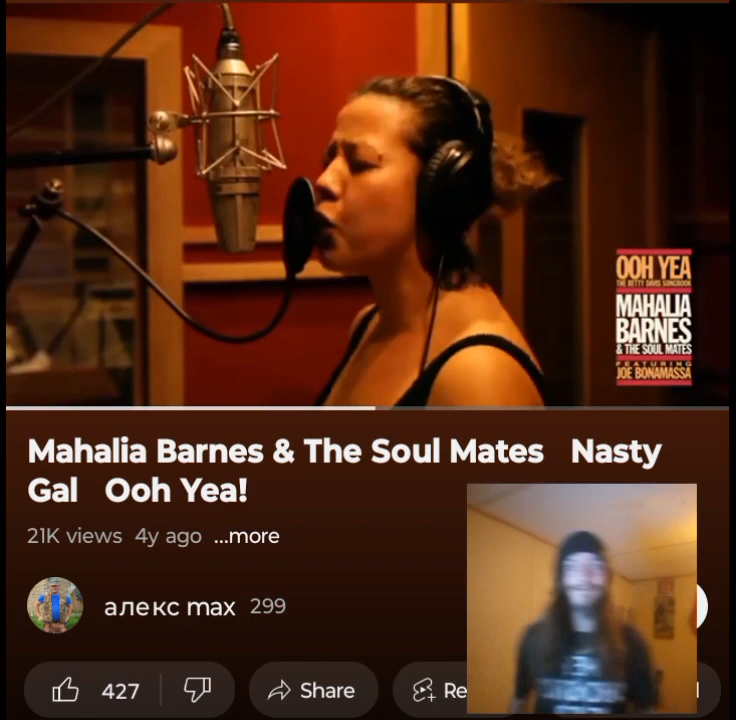 OOH YEA
THE BETTY DAVIS SONGBOOK
MAHALIA
BARNES
& THE SOUL MATES
FEATURING
JOE BONAMASSA
Mahalia Barnes & The Soul Mates Nasty
Gal Ooh Yea!
21K views 4y ago ...more
алекс max 299
427 Share Re